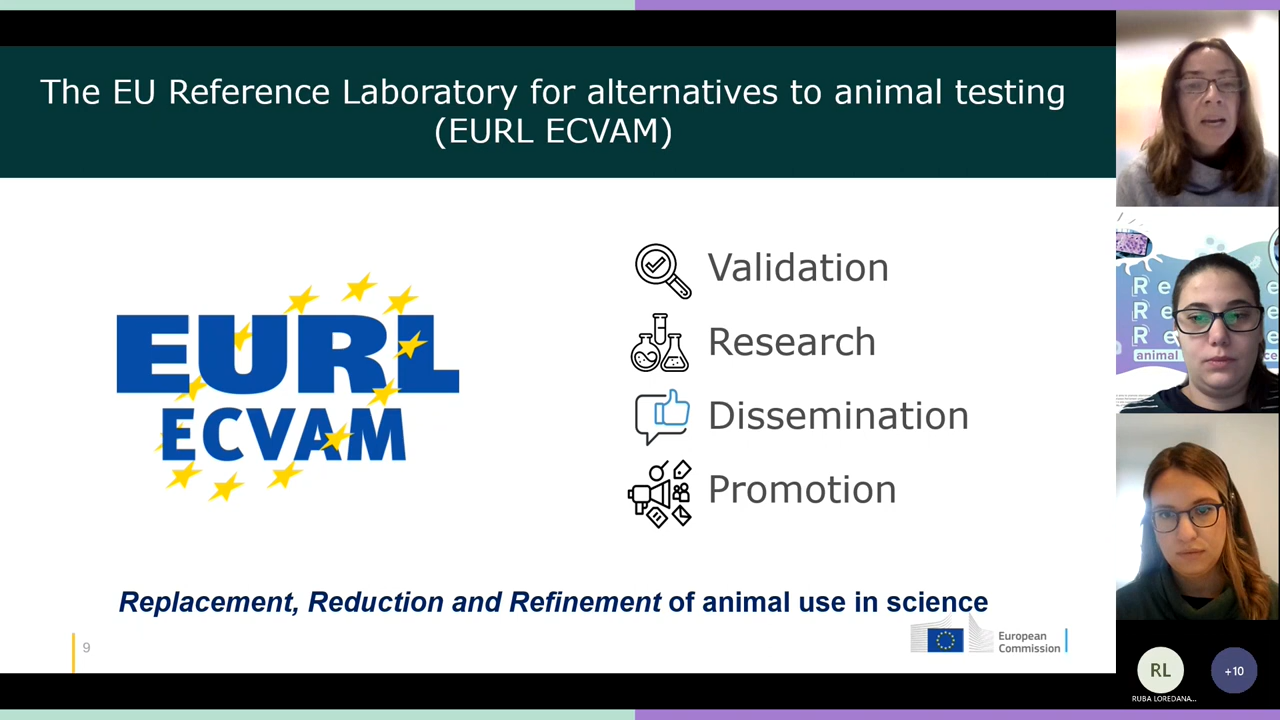 The EU Reference Laboratory for alternatives to animal testing
(EURL ECVAM)
EURL
ECVAM
Validation
Research
Dissemination
Promotion
Replacement, Reduction and Refinement of animal use in science
9
European
Commission
R e
R e
R e
animal
RL
RUBA LOREDANA...
+10